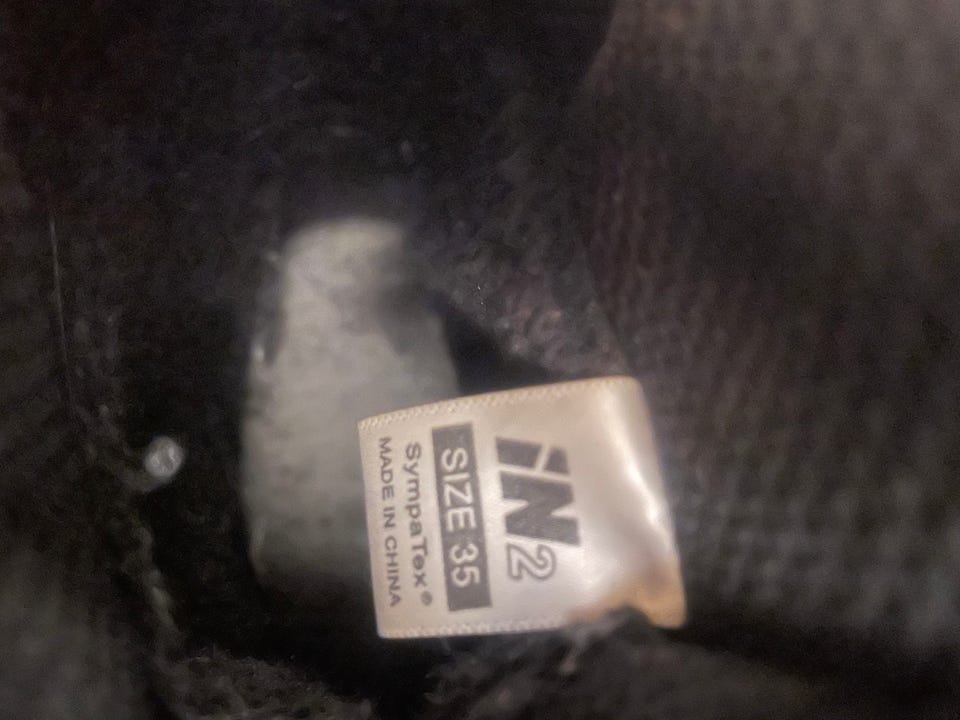 iN2
SIZE 35
SympaTex®
MADE IN CHINA